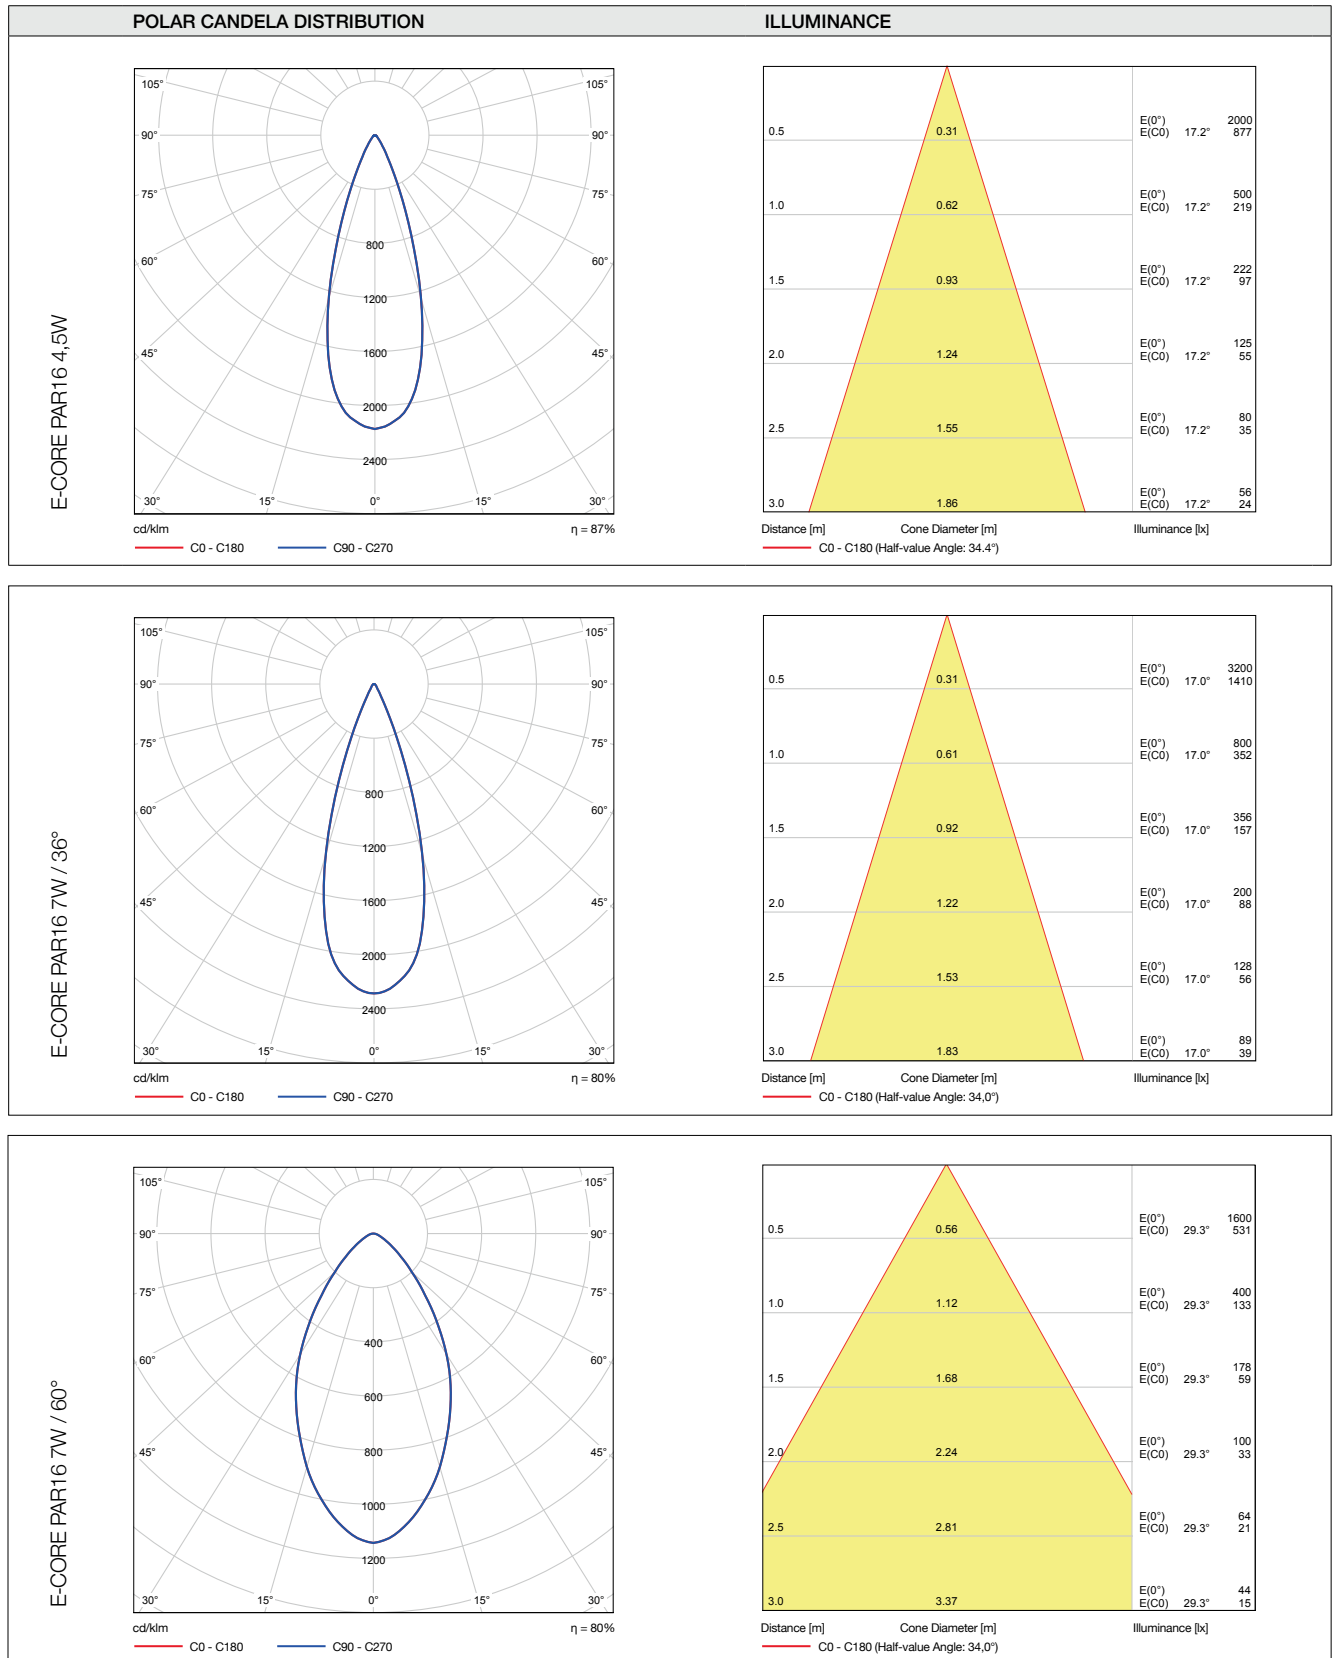 POLAR CANDELA DISTRIBUTION
ILLUMINANCE
E-CORE PAR16 4,5W
105° 105°
90° 90°
75° 75°
60° 60°
45° 45°
800
1200
1600
2000
2400
30° 15° 0° 15° 30°
cd/klm η = 87%
C0 - C180 C90 - C270
0.5 0.31 E(0°) 2000
E(C0) 17.2° 877
1.0 0.62 E(0°) 500
E(C0) 17.2° 219
1.5 0.93 E(0°) 222
E(C0) 17.2° 97
2.0 1.24 E(0°) 125
E(C0) 17.2° 55
2.5 1.55 E(0°) 80
E(C0) 17.2° 35
3.0 1.86 E(0°) 56
E(C0) 17.2° 24
Distance [m] Cone Diameter [m] Illuminance [lx]
C0 - C180 (Half-value Angle: 34.4°)
E-CORE PAR16 7W / 36°
105° 105°
90° 90°
75° 75°
60° 60°
45° 45°
800
1200
1600
2000
2400
30° 15° 0° 15° 30°
cd/klm η = 80%
C0 - C180 C90 - C270
0.5 0.31 E(0°) 3200
E(C0) 17.0° 1410
1.0 0.61 E(0°) 800
E(C0) 17.0° 352
1.5 0.92 E(0°) 356
E(C0) 17.0° 157
2.0 1.22 E(0°) 200
E(C0) 17.0° 88
2.5 1.53 E(0°) 128
E(C0) 17.0° 56
3.0 1.83 E(0°) 89
E(C0) 17.0° 39
Distance [m] Cone Diameter [m] Illuminance [lx]
C0 - C180 (Half-value Angle: 34,0°)
E-CORE PAR16 7W / 60°
105° 105°
90° 90°
75° 75°
60° 60°
45° 45°
400
600
800
1000
1200
30° 15° 0° 15° 30°
cd/klm η = 80%
C0 - C180 C90 - C270
0.5 0.56 E(0°) 1600
E(C0) 29.3° 531
1.0 1.12 E(0°) 400
E(C0) 29.3° 133
1.5 1.68 E(0°) 178
E(C0) 29.3° 59
2.0 2.24 E(0°) 100
E(C0) 29.3° 33
2.5 2.81 E(0°) 64
E(C0) 29.3° 21
3.0 3.37 E(0°) 44
E(C0) 29.3° 15
Distance [m] Cone Diameter [m] Illuminance [lx]
C0 - C180 (Half-value Angle: 34,0°)